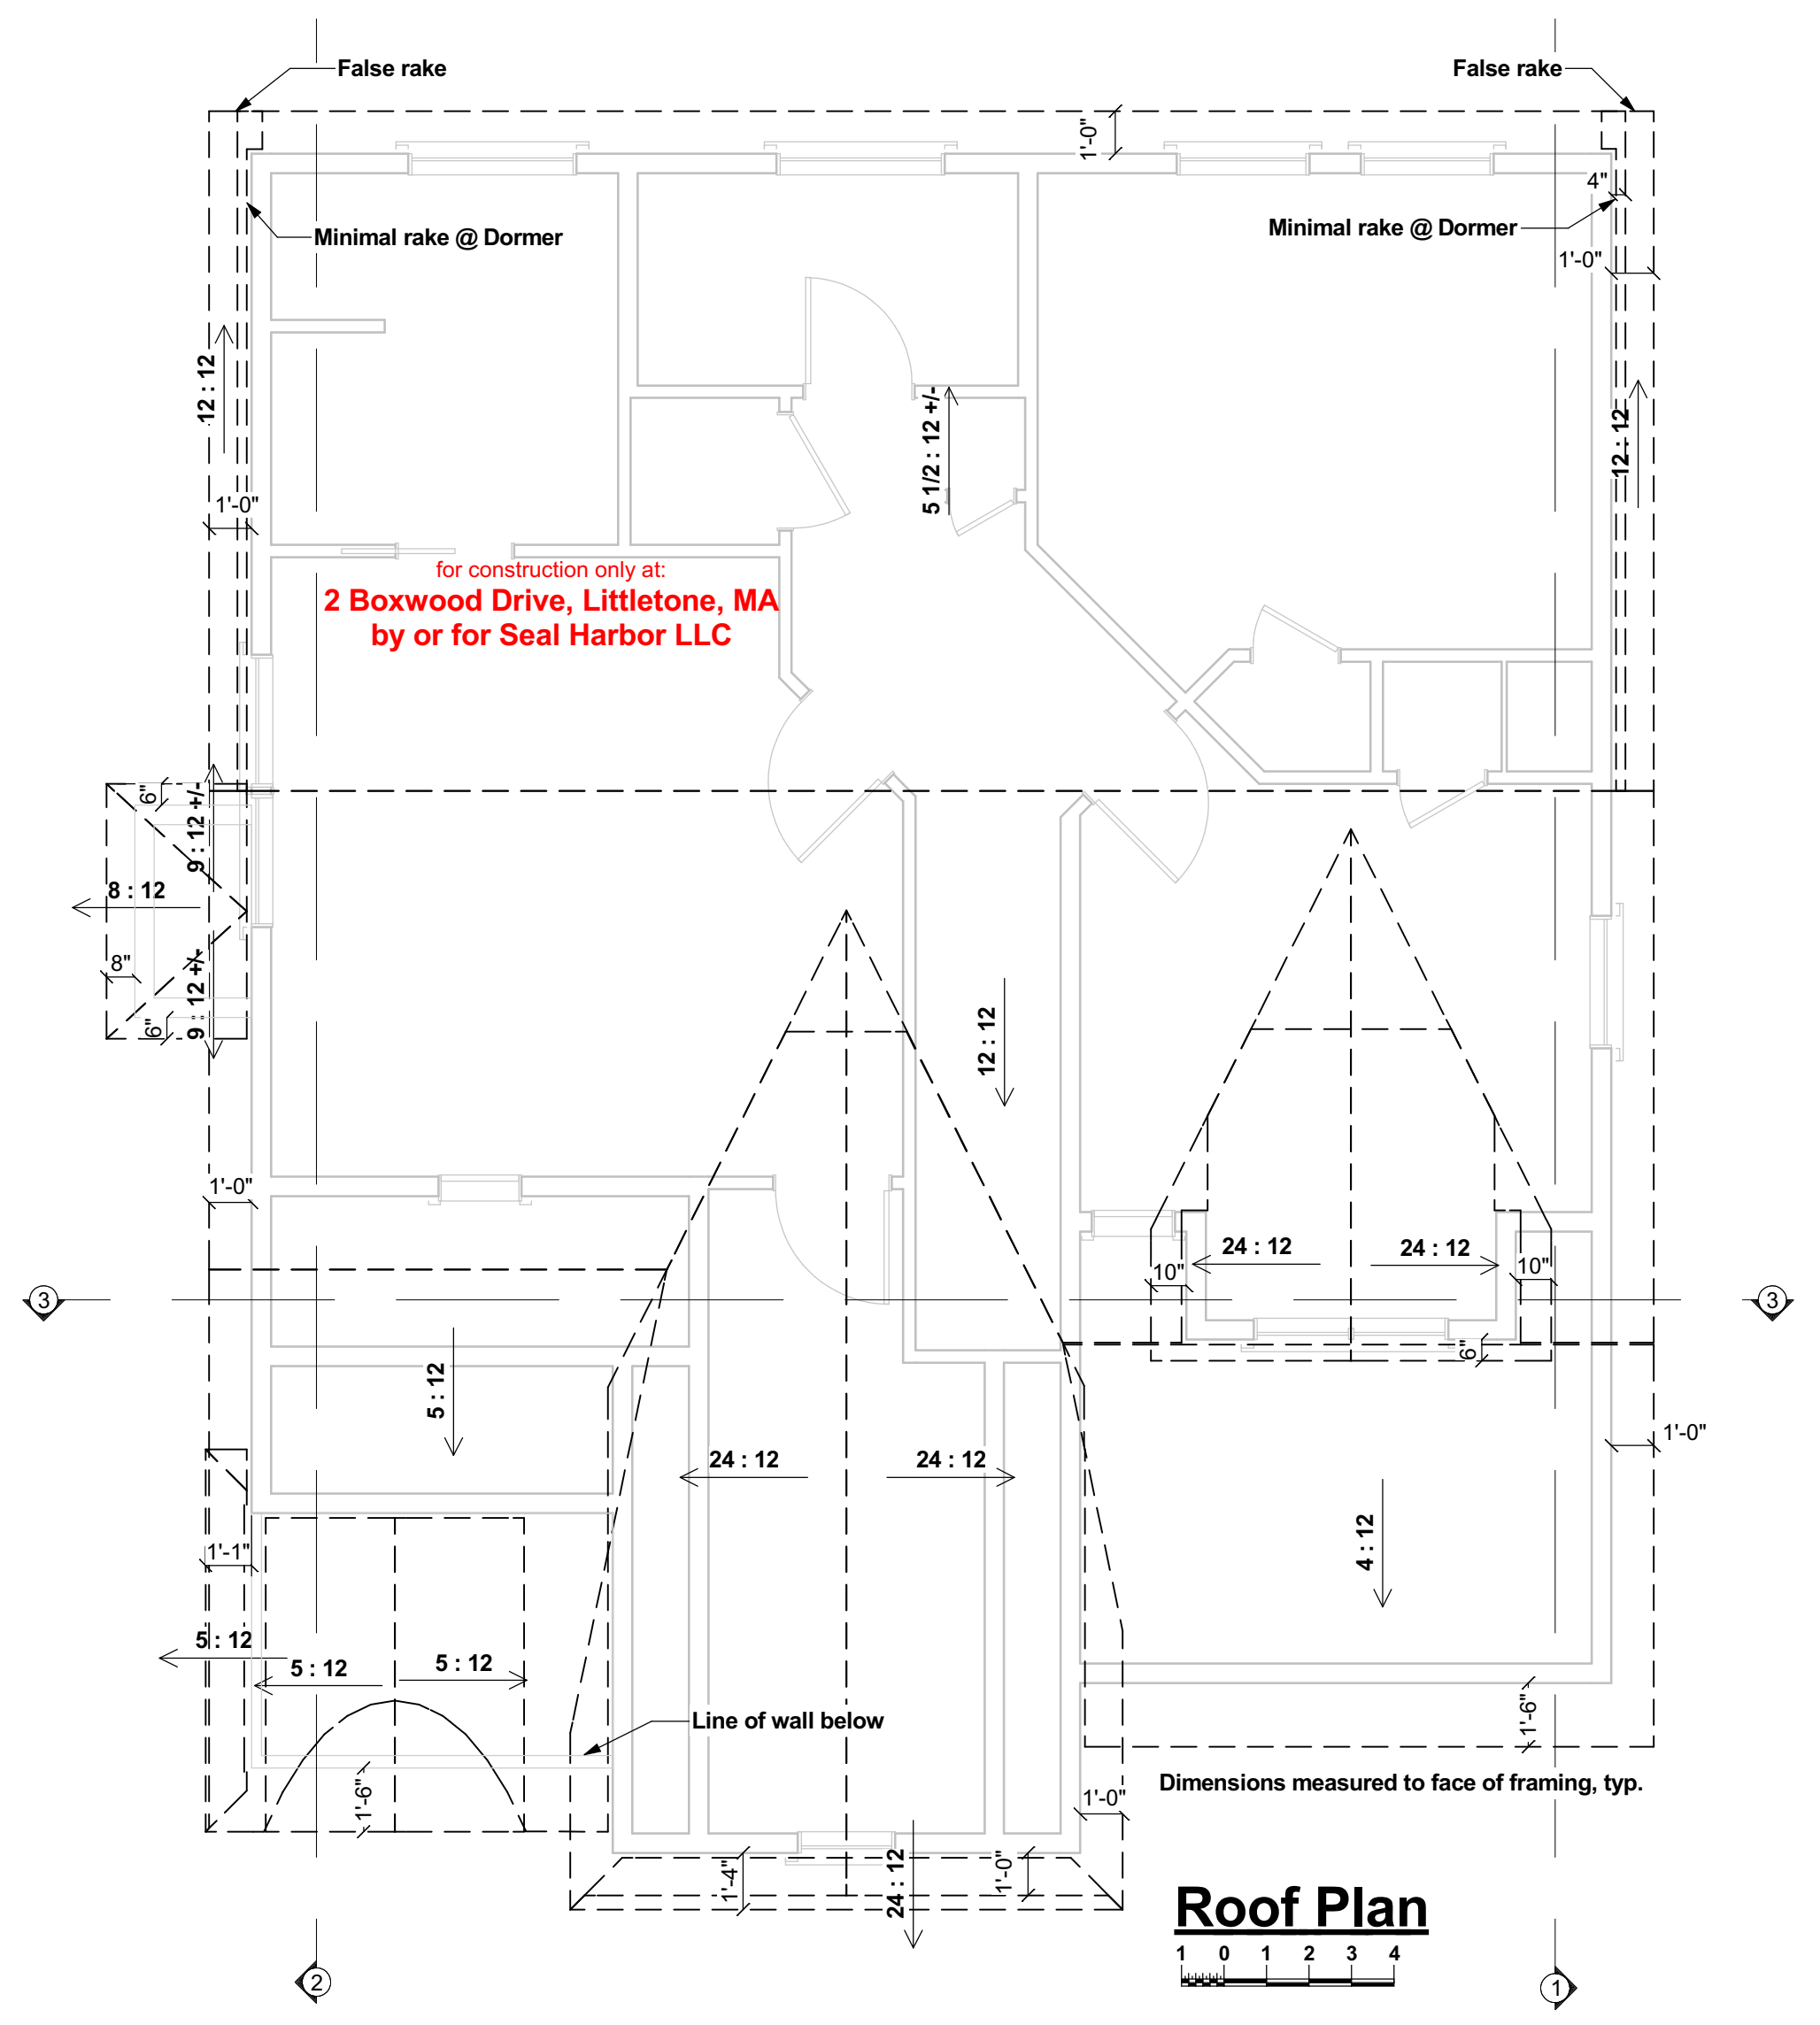 False rake
False rake
1'-0"
4"
Minimal rake @ Dormer
Minimal rake @ Dormer
1'-0"
12 : 12
5 1/2 : 12 +/-
12 : 12
1'-0"
for construction only at:
2 Boxwood Drive, Littletone, MA
by or for Seal Harbor LLC
6"
9 : 12 +/-
8 : 12
8"
9 : 12 +/-
6"
12 : 12
1'-0"
24 : 12
24 : 12
10"
10"
3
3
6"
5 : 12
1'-0"
24 : 12
24 : 12
4 : 12
1'-1"
5 : 12
5 : 12
5 : 12
Line of wall below
1'-6"
Dimensions measured to face of framing, typ.
1'-6"
1'-0"
1'-4"
24 : 12
1'-0"
Roof Plan
1 0 1 2 3 4
2
1